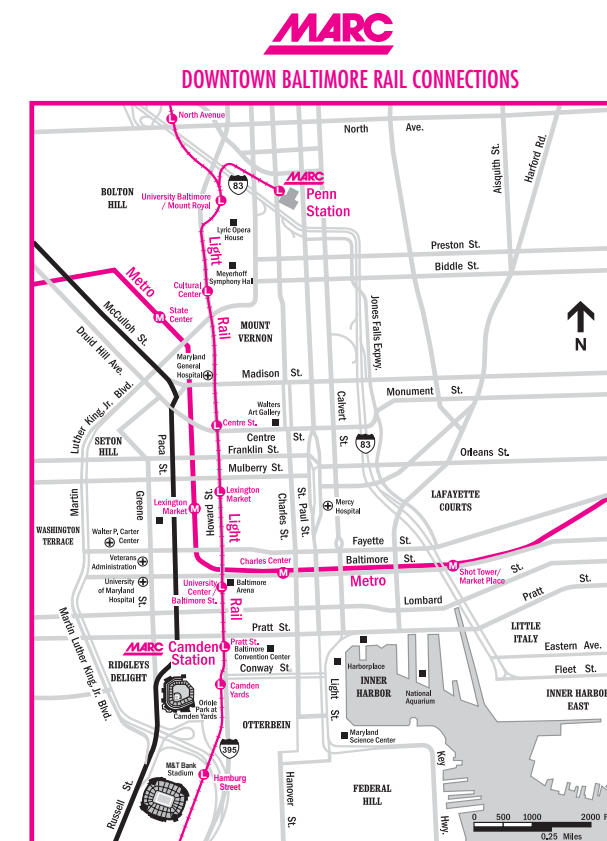 MARC
DOWNTOWN BALTIMORE RAIL CONNECTIONS
North Avenue
North Ave.
Aisquith St.
Harford Rd.
BOLTON
HILL
83
MARC
Penn
Station
University Baltimore
/ Mount Royal
Lyric Opera
House
Light
Preston St.
Biddle St.
Meyerhoff
Symphony Hall
Metro
Cultural
Center
Jones Falls Expwy.
State
Center
McCulloh St.
Rail
MOUNT
VERNON
N
Druid Hill Ave.
Maryland
General
Hospital
Madison St.
Luther King, Jr. Blvd.
Martin
Calvert St.
Monument St.
Walters
Art Gallery
Centre St.
Centre St.
83
SETON
HILL
Paca St.
Franklin St.
Orleans St.
Mulberry St.
Greene St.
Lexington
Market
Lexington
Market
Howard St.
Charles St.
St. Paul St.
Mercy
Hospital
LAFAYETTE
COURTS
WASHINGTON
TERRACE
Walter P. Carter
Center
Light
Fayette St.
Veterans
Administration
Charles Center
Baltimore St.
Metro
Shot Tower/
Market Place
University
of Maryland
Hospital
University
Center /
Baltimore St.
Baltimore
Arena
Rail
Lombard St.
Pratt St.
Martin Luther King, Jr. Blvd.
Pratt St.
LITTLE
ITALY
MARC Camden
Station
Pratt St.
Baltimore
Convention Center
Harborplace
Eastern Ave.
RIDGLEYS
DELIGHT
Conway St.
Fleet St.
Camden
Yards
Light St.
INNER
HARBOR
National
Aquarium
INNER HARBOR
EAST
Oriole
Park at
Camden Yards
OTTERBEIN
Maryland
Science Center
395
M&T Bank
Stadium
Hamburg
Street
Key Hwy.
Russell St.
Hanover St.
FEDERAL
HILL
0 500 1000 2000 F
0.25 Miles